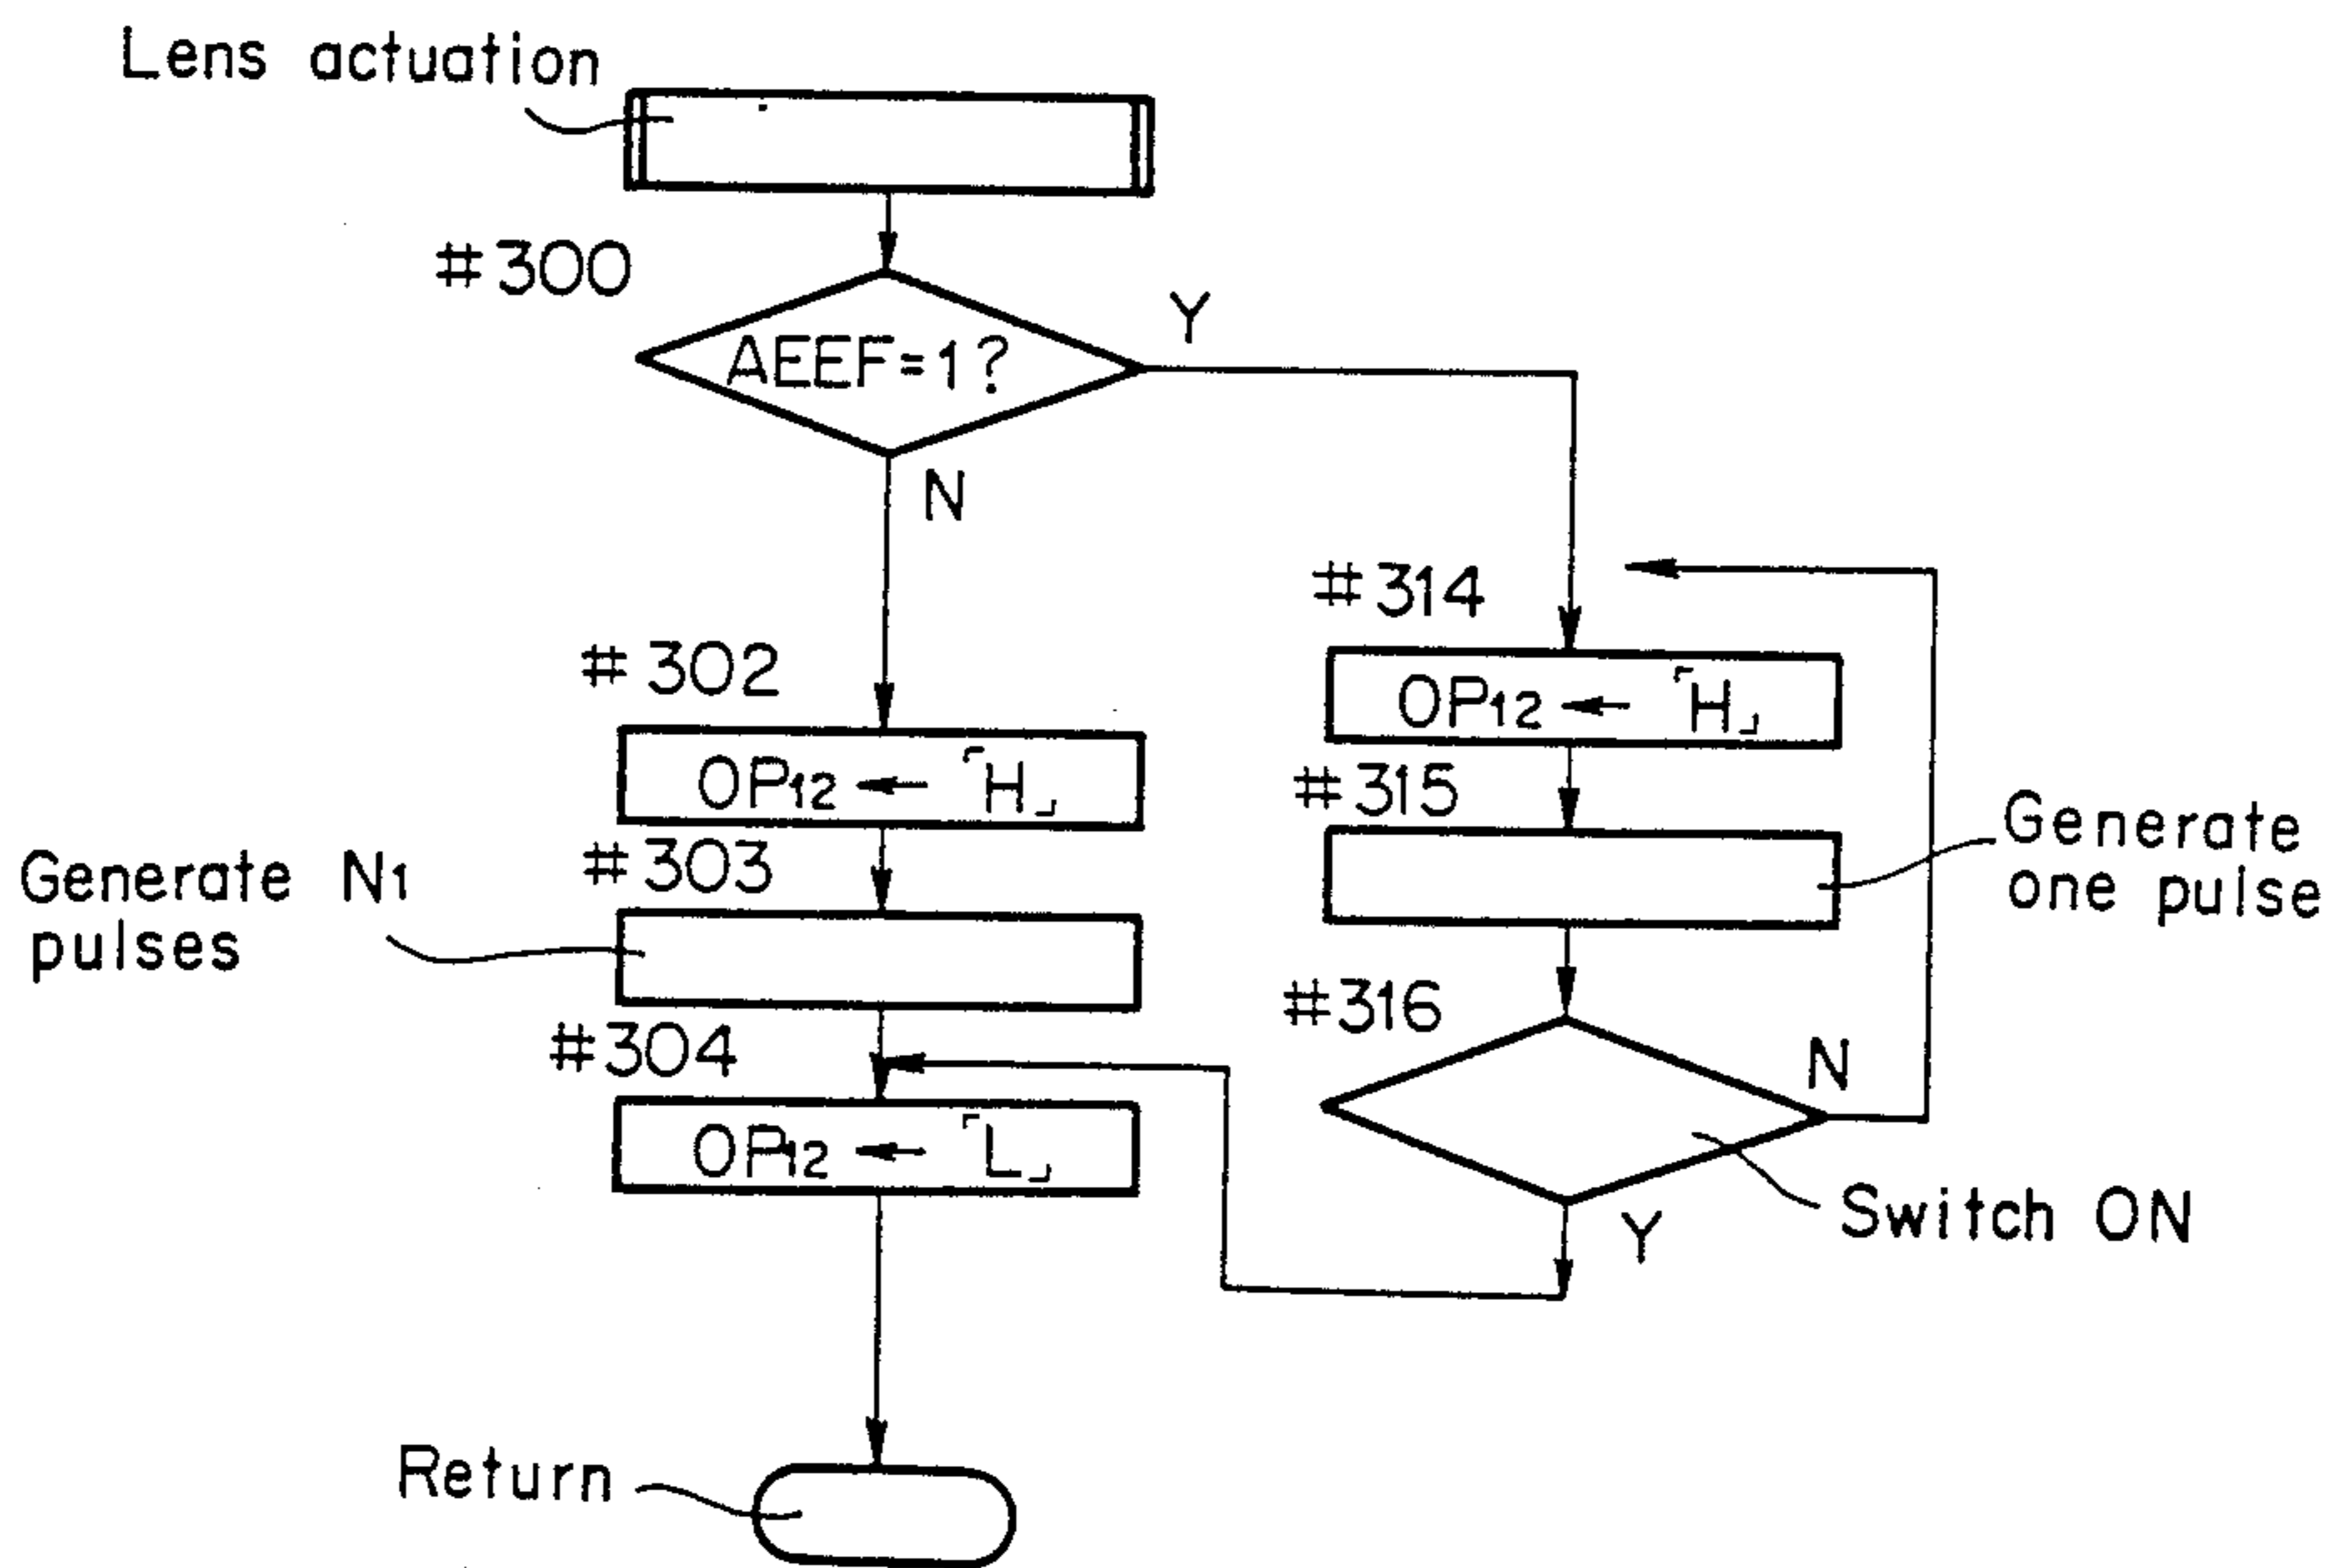 Lens actuation
#300
AEEF=1?
Y
N
#314
OP12 ← 「H」
#302
OP12 ← 「H」
#315
Generate
one pulse
#303
Generate N1
pulses
#316
N
Switch ON
Y
#304
OP12 ← 「L」
Return